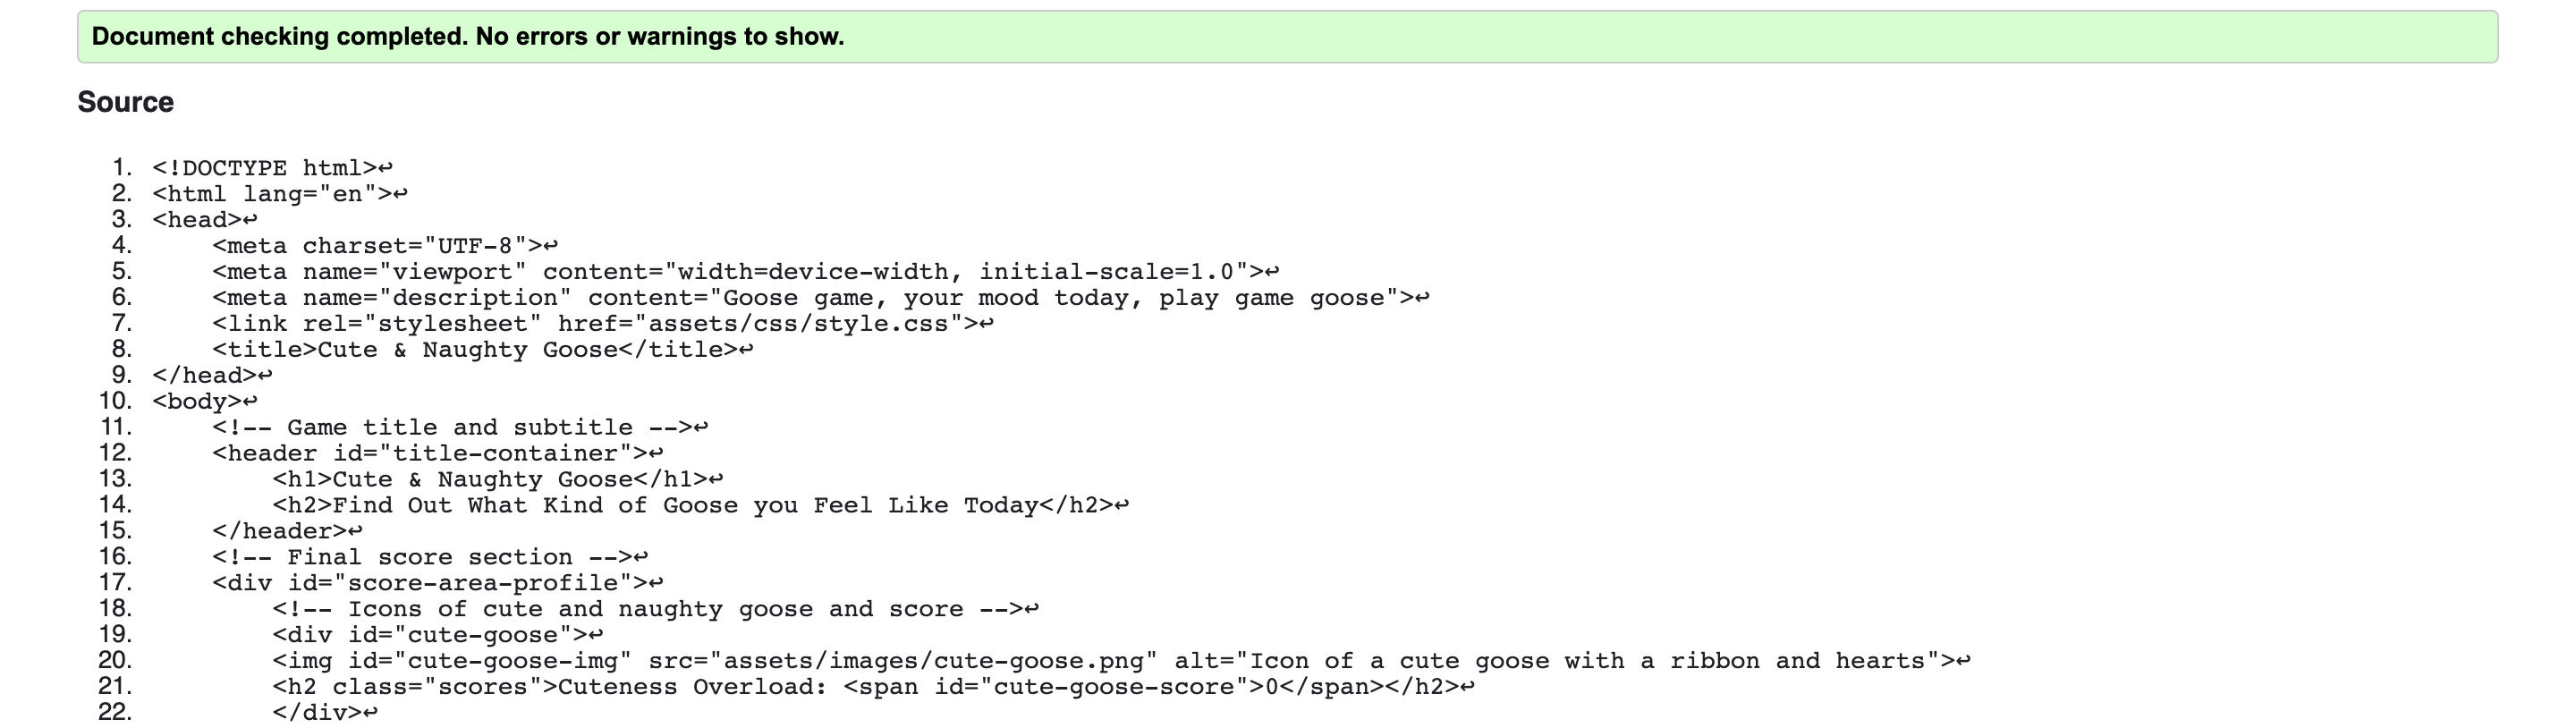 Document checking completed. No errors or warnings to show.
Source
1. <!DOCTYPE html>↩
2. <html lang="en">↩
3. <head>↩
4.     <meta charset="UTF-8">↩
5.     <meta name="viewport" content="width=device-width, initial-scale=1.0">↩
6.     <meta name="description" content="Goose game, your mood today, play game goose">↩
7.     <link rel="stylesheet" href="assets/css/style.css">↩
8.     <title>Cute & Naughty Goose</title>↩
9. </head>↩
10. <body>↩
11.     <!-- Game title and subtitle -->↩
12.     <header id="title-container">↩
13.         <h1>Cute & Naughty Goose</h1>↩
14.         <h2>Find Out What Kind of Goose you Feel Like Today</h2>↩
15.     </header>↩
16.     <!-- Final score section -->↩
17.     <div id="score-area-profile">↩
18.         <!-- Icons of cute and naughty goose and score -->↩
19.         <div id="cute-goose">↩
20.         <img id="cute-goose-img" src="assets/images/cute-goose.png" alt="Icon of a cute goose with a ribbon and hearts">↩
21.         <h2 class="scores">Cuteness Overload: <span id="cute-goose-score">0</span></h2>↩
22.         </div>↩